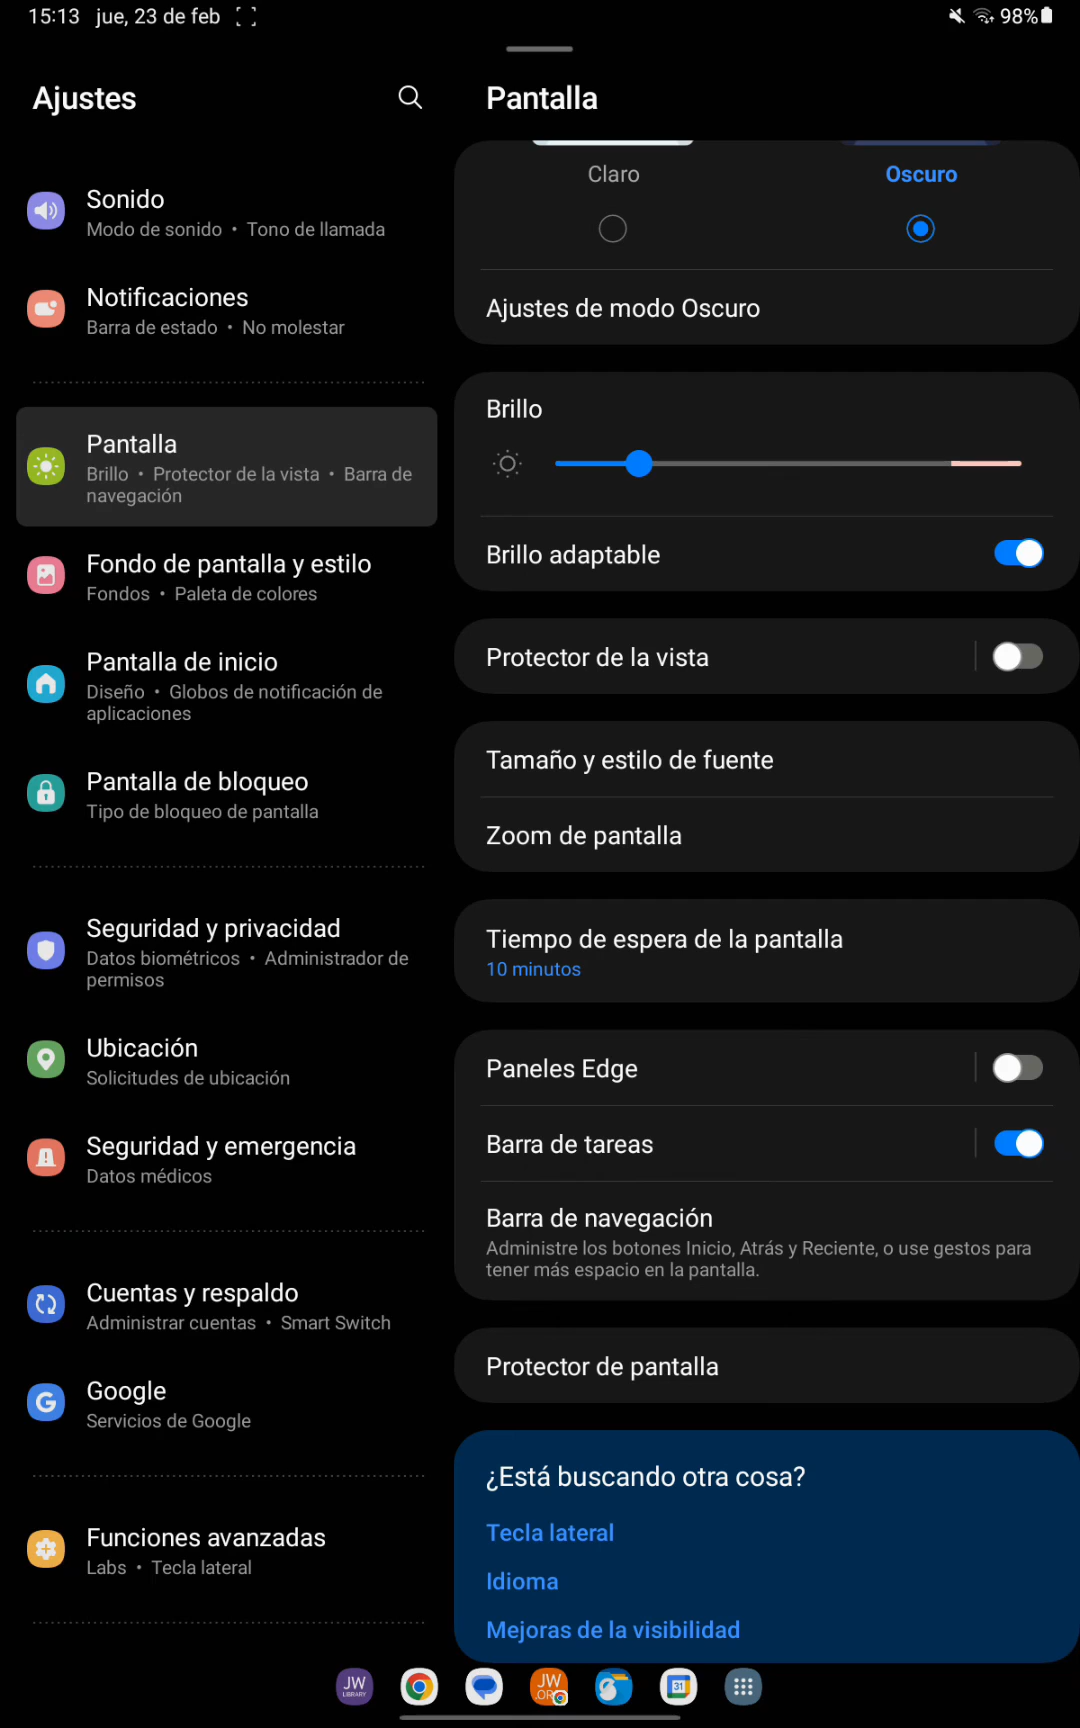 15:13 jue, 23 de feb
98%
Ajustes
Sonido
Modo de sonido • Tono de llamada
Notificaciones
Barra de estado • No molestar
Pantalla
Brillo • Protector de la vista • Barra de
navegación
Fondo de pantalla y estilo
Fondos • Paleta de colores
Pantalla de inicio
Diseño • Globos de notificación de
aplicaciones
Pantalla de bloqueo
Tipo de bloqueo de pantalla
Seguridad y privacidad
Datos biométricos • Administrador de
permisos
Ubicación
Solicitudes de ubicación
Seguridad y emergencia
Datos médicos
Cuentas y respaldo
Administrar cuentas • Smart Switch
Google
Servicios de Google
Funciones avanzadas
Labs • Tecla lateral
Pantalla
Claro
Oscuro
Ajustes de modo Oscuro
Brillo
Brillo adaptable
Protector de la vista
Tamaño y estilo de fuente
Zoom de pantalla
Tiempo de espera de la pantalla
10 minutos
Paneles Edge
Barra de tareas
Barra de navegación
Administre los botones Inicio, Atrás y Reciente, o use gestos para
tener más espacio en la pantalla.
Protector de pantalla
¿Está buscando otra cosa?
Tecla lateral
Idioma
Mejoras de la visibilidad
JW
LIBRARY
JW
.OR
31